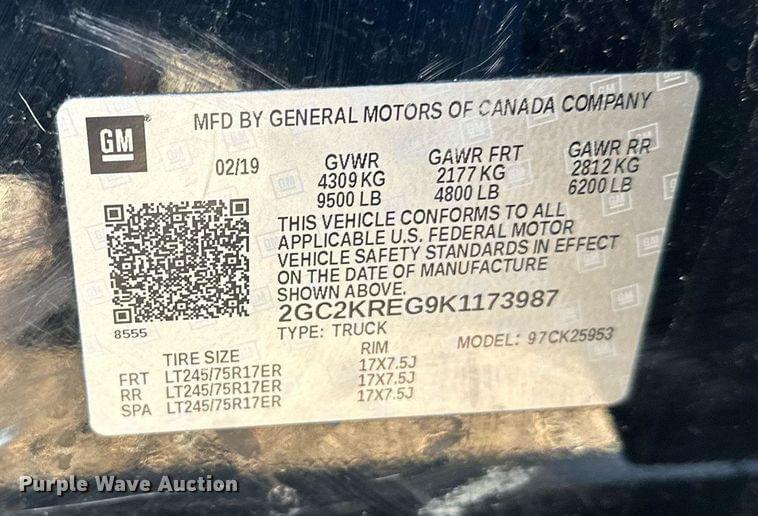 GM
MFD BY GENERAL MOTORS OF CANADA COMPANY
02/19
GVWR GAWR FRT GAWR RR
4309 KG 2177 KG 2812 KG
9500 LB 4800 LB 6200 LB
THIS VEHICLE CONFORMS TO ALL
APPLICABLE U.S. FEDERAL MOTOR
VEHICLE SAFETY STANDARDS IN EFFECT
ON THE DATE OF MANUFACTURE
SHOWN ABOVE.
2GC2KREG9K1173987
8555
TYPE: TRUCK MODEL: 97CK25953
TIRE SIZE RIM
FRT LT245/75R17ER 17X7.5J
RR LT245/75R17ER 17X7.5J
SPA LT245/75R17ER 17X7.5J
Purple Wave Auction